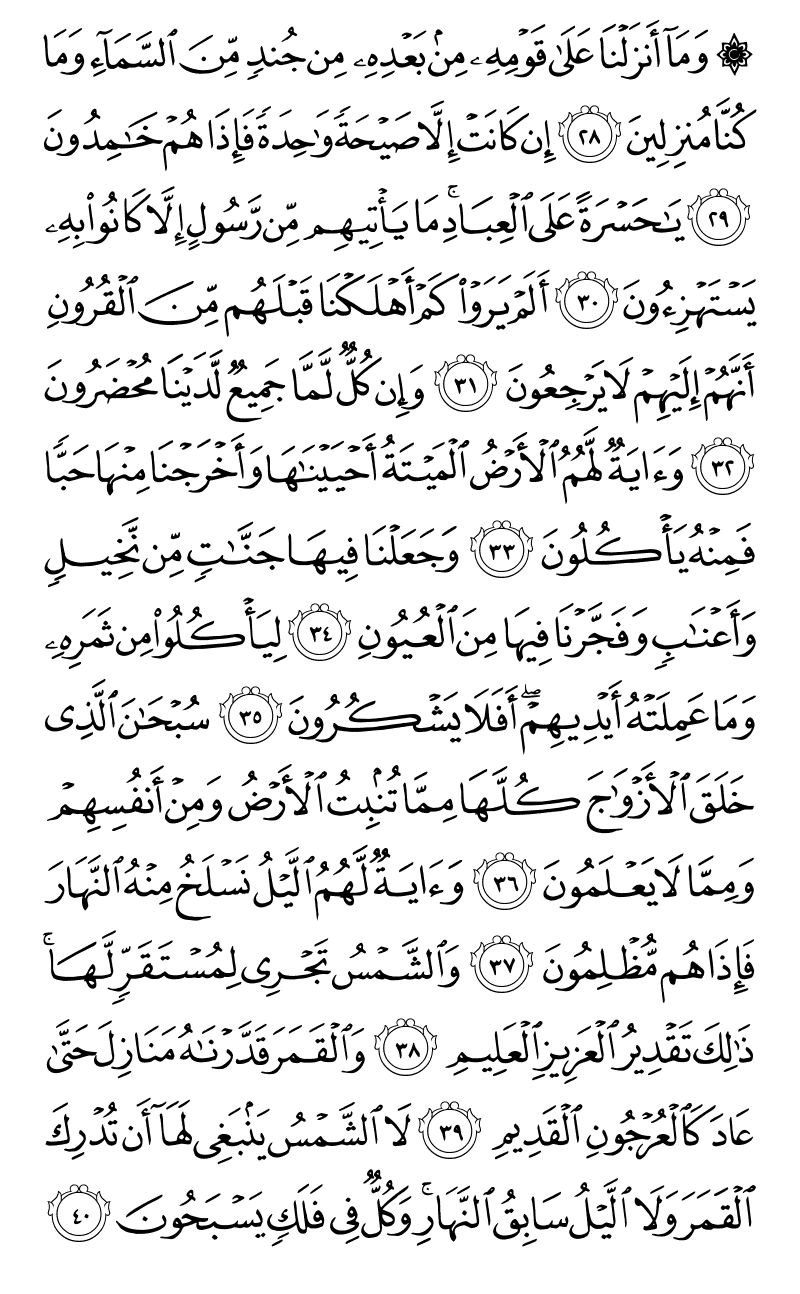 ۞ وَمَآ أَنزَلْنَا عَلَىٰ قَوْمِهِۦ مِنۢ بَعْدِهِۦ مِن جُندٍ مِّنَ ٱلسَّمَآءِ وَمَا
كُنَّا مُنزِلِينَ ٢٨ إِن كَانَتْ إِلَّا صَيْحَةً وَٰحِدَةً فَإِذَا هُمْ خَٰمِدُونَ
٢٩ يَٰحَسْرَةً عَلَى ٱلْعِبَادِ ۚ مَا يَأْتِيهِم مِّن رَّسُولٍ إِلَّا كَانُوا۟ بِهِۦ
يَسْتَهْزِءُونَ ٣٠ أَلَمْ يَرَوْا۟ كَمْ أَهْلَكْنَا قَبْلَهُم مِّنَ ٱلْقُرُونِ
أَنَّهُمْ إِلَيْهِمْ لَا يَرْجِعُونَ ٣١ وَإِن كُلٌّ لَّمَّا جَمِيعٌ لَّدَيْنَا مُحْضَرُونَ
٣٢ وَءَايَةٌ لَّهُمُ ٱلْأَرْضُ ٱلْمَيْتَةُ أَحْيَيْنَٰهَا وَأَخْرَجْنَا مِنْهَا حَبًّا
فَمِنْهُ يَأْكُلُونَ ٣٣ وَجَعَلْنَا فِيهَا جَنَّٰتٍ مِّن نَّخِيلٍ
وَأَعْنَٰبٍ وَفَجَّرْنَا فِيهَا مِنَ ٱلْعُيُونِ ٣٤ لِيَأْكُلُوا۟ مِن ثَمَرِهِۦ
وَمَا عَمِلَتْهُ أَيْدِيهِمْ ۖ أَفَلَا يَشْكُرُونَ ٣٥ سُبْحَٰنَ ٱلَّذِى
خَلَقَ ٱلْأَزْوَٰجَ كُلَّهَا مِمَّا تُنۢبِتُ ٱلْأَرْضُ وَمِنْ أَنفُسِهِمْ
وَمِمَّا لَا يَعْلَمُونَ ٣٦ وَءَايَةٌ لَّهُمُ ٱلَّيْلُ نَسْلَخُ مِنْهُ ٱلنَّهَارَ
فَإِذَا هُم مُّظْلِمُونَ ٣٧ وَٱلشَّمْسُ تَجْرِى لِمُسْتَقَرٍّ لَّهَا ۚ
ذَٰلِكَ تَقْدِيرُ ٱلْعَزِيزِ ٱلْعَلِيمِ ٣٨ وَٱلْقَمَرَ قَدَّرْنَٰهُ مَنَازِلَ حَتَّىٰ
عَادَ كَٱلْعُرْجُونِ ٱلْقَدِيمِ ٣٩ لَا ٱلشَّمْسُ يَنۢبَغِى لَهَآ أَن تُدْرِكَ
ٱلْقَمَرَ وَلَا ٱلَّيْلُ سَابِقُ ٱلنَّهَارِ ۚ وَكُلٌّ فِى فَلَكٍ يَسْبَحُونَ ٤٠